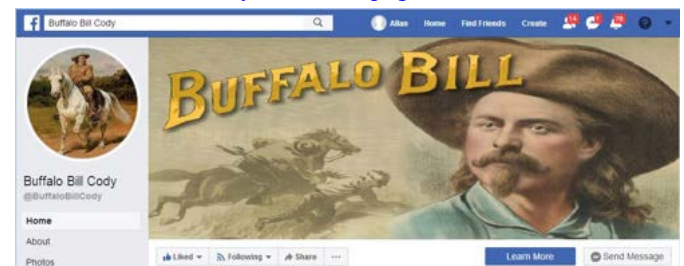 Buffalo Bill Cody
Allan Home Find Friends Create
BUFFALO BILL
Buffalo Bill Cody
@BuffaloBillCody
Home
About
Photos
Liked Following Share ...
Learn More Send Message